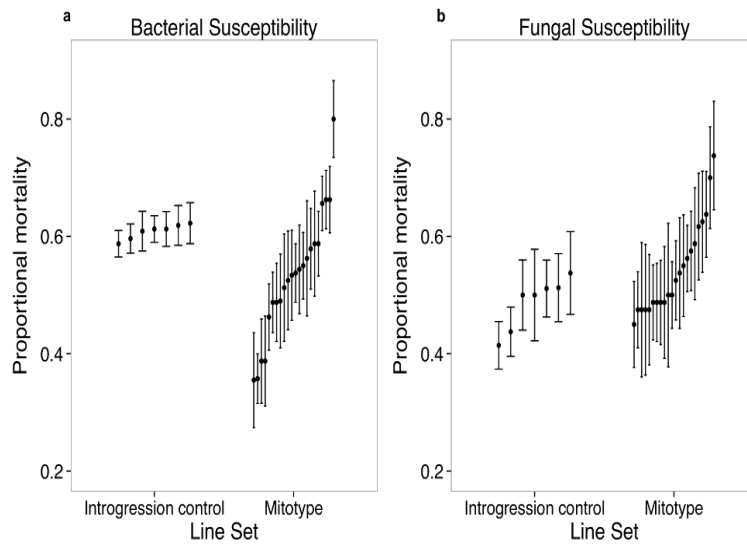 a
Bacterial Susceptibility
Proportional mortality
0.8
0.6
0.4
0.2
Introgression control
Mitotype
Line Set
b
Fungal Susceptibility
Proportional mortality
0.8
0.6
0.4
0.2
Introgression control
Mitotype
Line Set